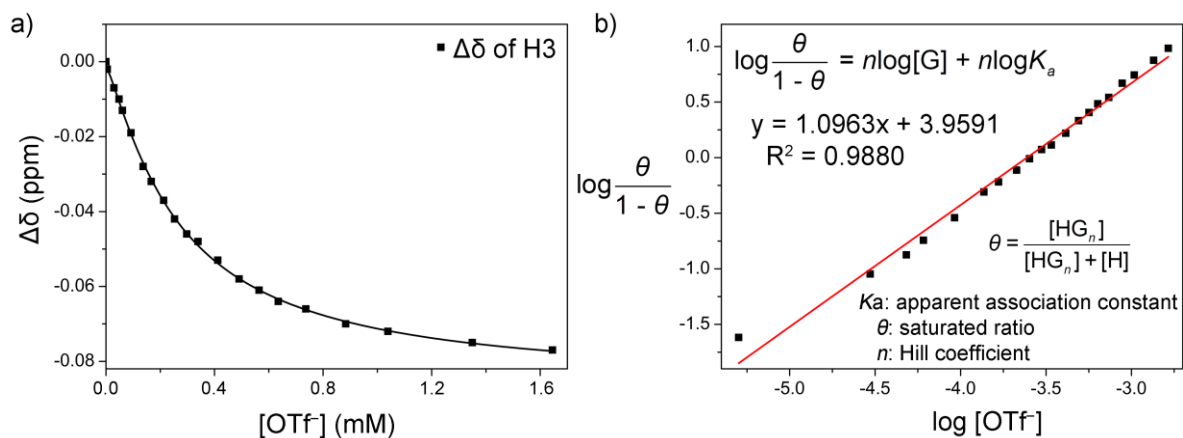 a)
■ Δδ of H3
0.00
-0.02
-0.04
-0.06
-0.08
Δδ (ppm)
0.0 0.4 0.8 1.2 1.6
[OTf⁻] (mM)
b)
log θ / 1 - θ = nlog[G] + nlogKₐ
y = 1.0963x + 3.9591
R² = 0.9880
θ = [HGₙ] / [HGₙ] + [H]
Ka: apparent association constant
θ: saturated ratio
n: Hill coefficient
1.0
0.5
0.0
-0.5
-1.0
-1.5
log θ / 1 - θ
-5.0 -4.5 -4.0 -3.5 -3.0
log [OTf⁻]